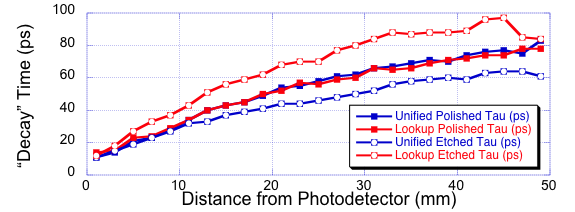 "Decay" Time (ps)
100
80
60
40
20
0
Unified Polished Tau (ps)
Lookup Polished Tau (ps)
Unified Etched Tau (ps)
Lookup Etched Tau (ps)
0
10
20
30
40
50
Distance from Photodetector (mm)